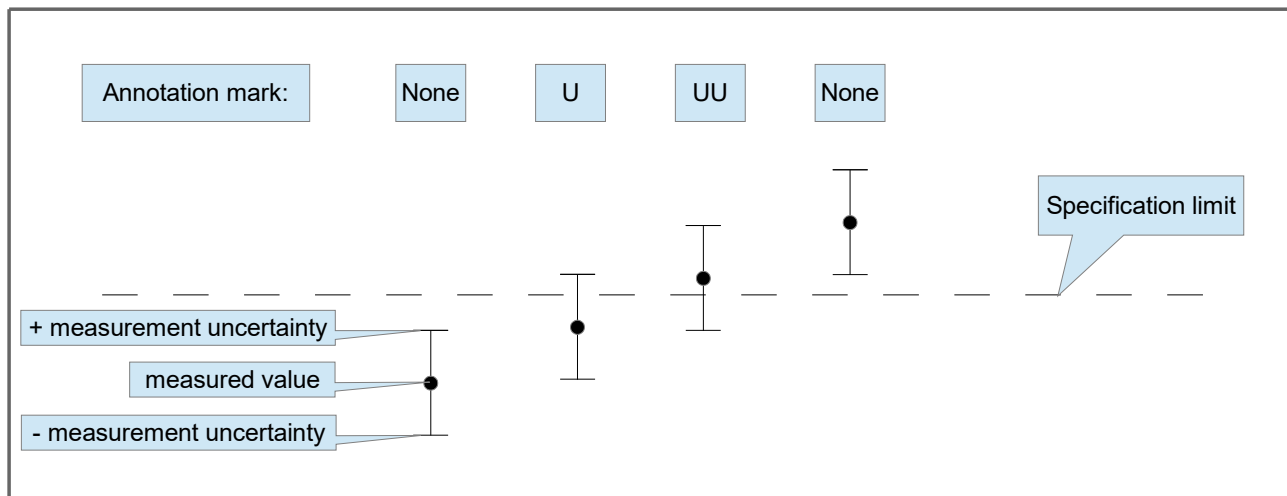 Annotation mark:
None
U
UU
None
Specification limit
+ measurement uncertainty
measured value
- measurement uncertainty